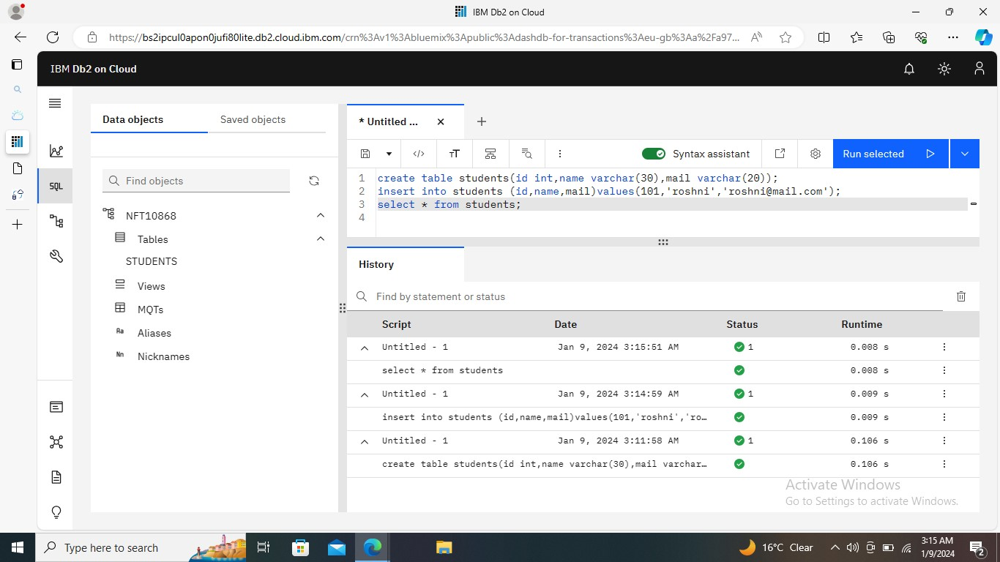 IBM Db2 on Cloud
https://bs2ipcul0apon0jufi80lite.db2.cloud.ibm.com/crn%3Av1%3Abluemix%3Apublic%3Adashdb-for-transactions%3Aeu-gb%3Aa%2Fa97...
IBM Db2 on Cloud
Data objects Saved objects
* Untitled ...
</> TT Syntax assistant Run selected
SQL
Find objects
NFT10868
Tables
STUDENTS
Views
MQTs
Aa Aliases
Nn Nicknames
1 create table students(id int,name varchar(30),mail varchar(20));
2 insert into students (id,name,mail)values(101,'roshni','roshni@mail.com');
3 select * from students;
4
History
Find by statement or status
Script Date Status Runtime
Untitled - 1 Jan 9, 2024 3:15:51 AM 1 0.008 s
select * from students 0.008 s
Untitled - 1 Jan 9, 2024 3:14:59 AM 1 0.009 s
insert into students (id,name,mail)values(101,'roshni','ro… 0.009 s
Untitled - 1 Jan 9, 2024 3:11:58 AM 1 0.106 s
create table students(id int,name varchar(30),mail varchar… 0.106 s
Activate Windows
Go to Settings to activate Windows.
Type here to search
16°C Clear
3:15 AM
1/9/2024
2